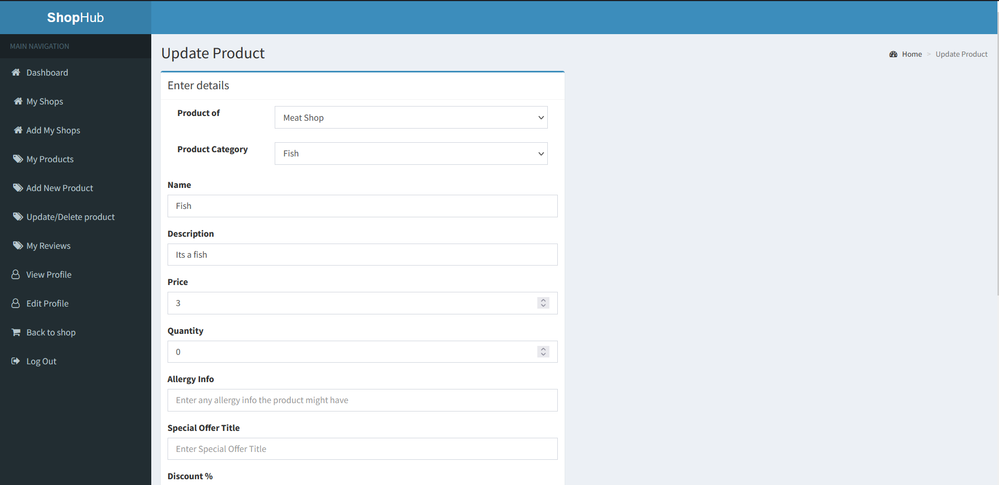 ShopHub
MAIN NAVIGATION
Dashboard
My Shops
Add My Shops
My Products
Add New Product
Update/Delete product
My Reviews
View Profile
Edit Profile
Back to shop
Log Out
Update Product
Home > Update Product
Enter details
Product of
Meat Shop
Product Category
Fish
Name
Fish
Description
Its a fish
Price
3
Quantity
0
Allergy Info
Enter any allergy info the product might have
Special Offer Title
Enter Special Offer Title
Discount %